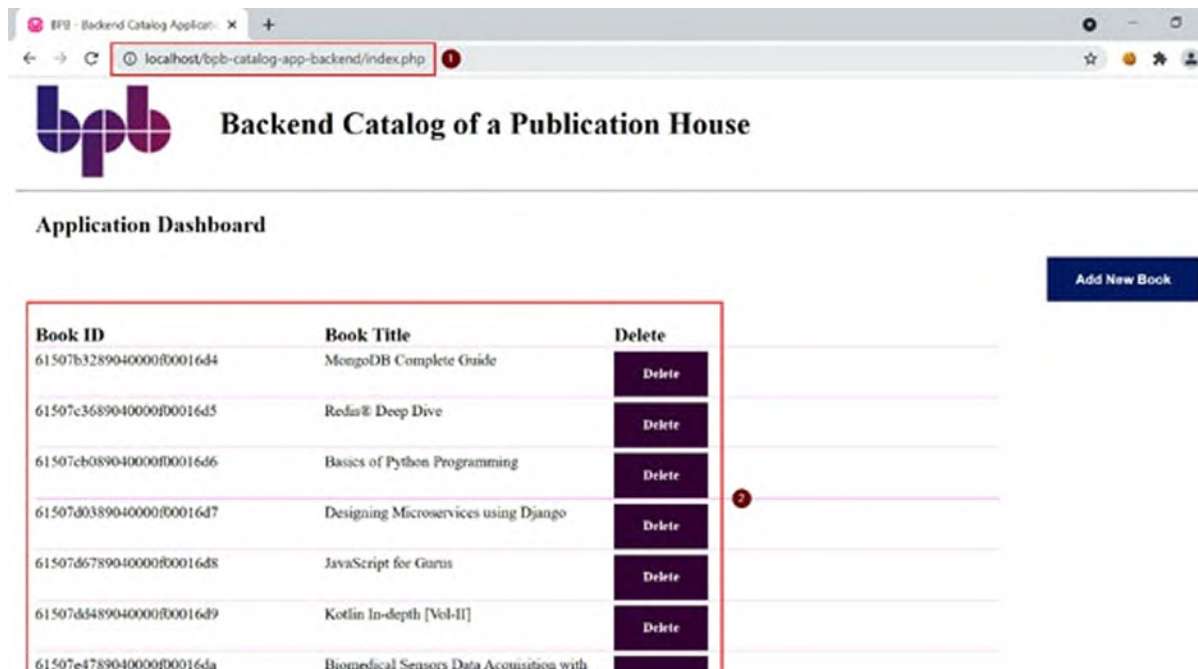 BPB - Backend Catalog Applicati
localhost/bpb-catalog-app-backend/index.php
1
bpb
Backend Catalog of a Publication House
Application Dashboard
Add New Book
Book ID Book Title Delete
61507b3289040000f00016d4 MongoDB Complete Guide Delete
61507c3689040000f00016d5 Redis® Deep Dive Delete
61507cb089040000f00016d6 Basics of Python Programming Delete
2
61507d0389040000f00016d7 Designing Microservices using Django Delete
61507d6789040000f00016d8 JavaScript for Gurus Delete
61507dd489040000f00016d9 Kotlin In-depth [Vol-II] Delete
61507e4789040000f00016da Biomedical Sensors Data Acquisition with